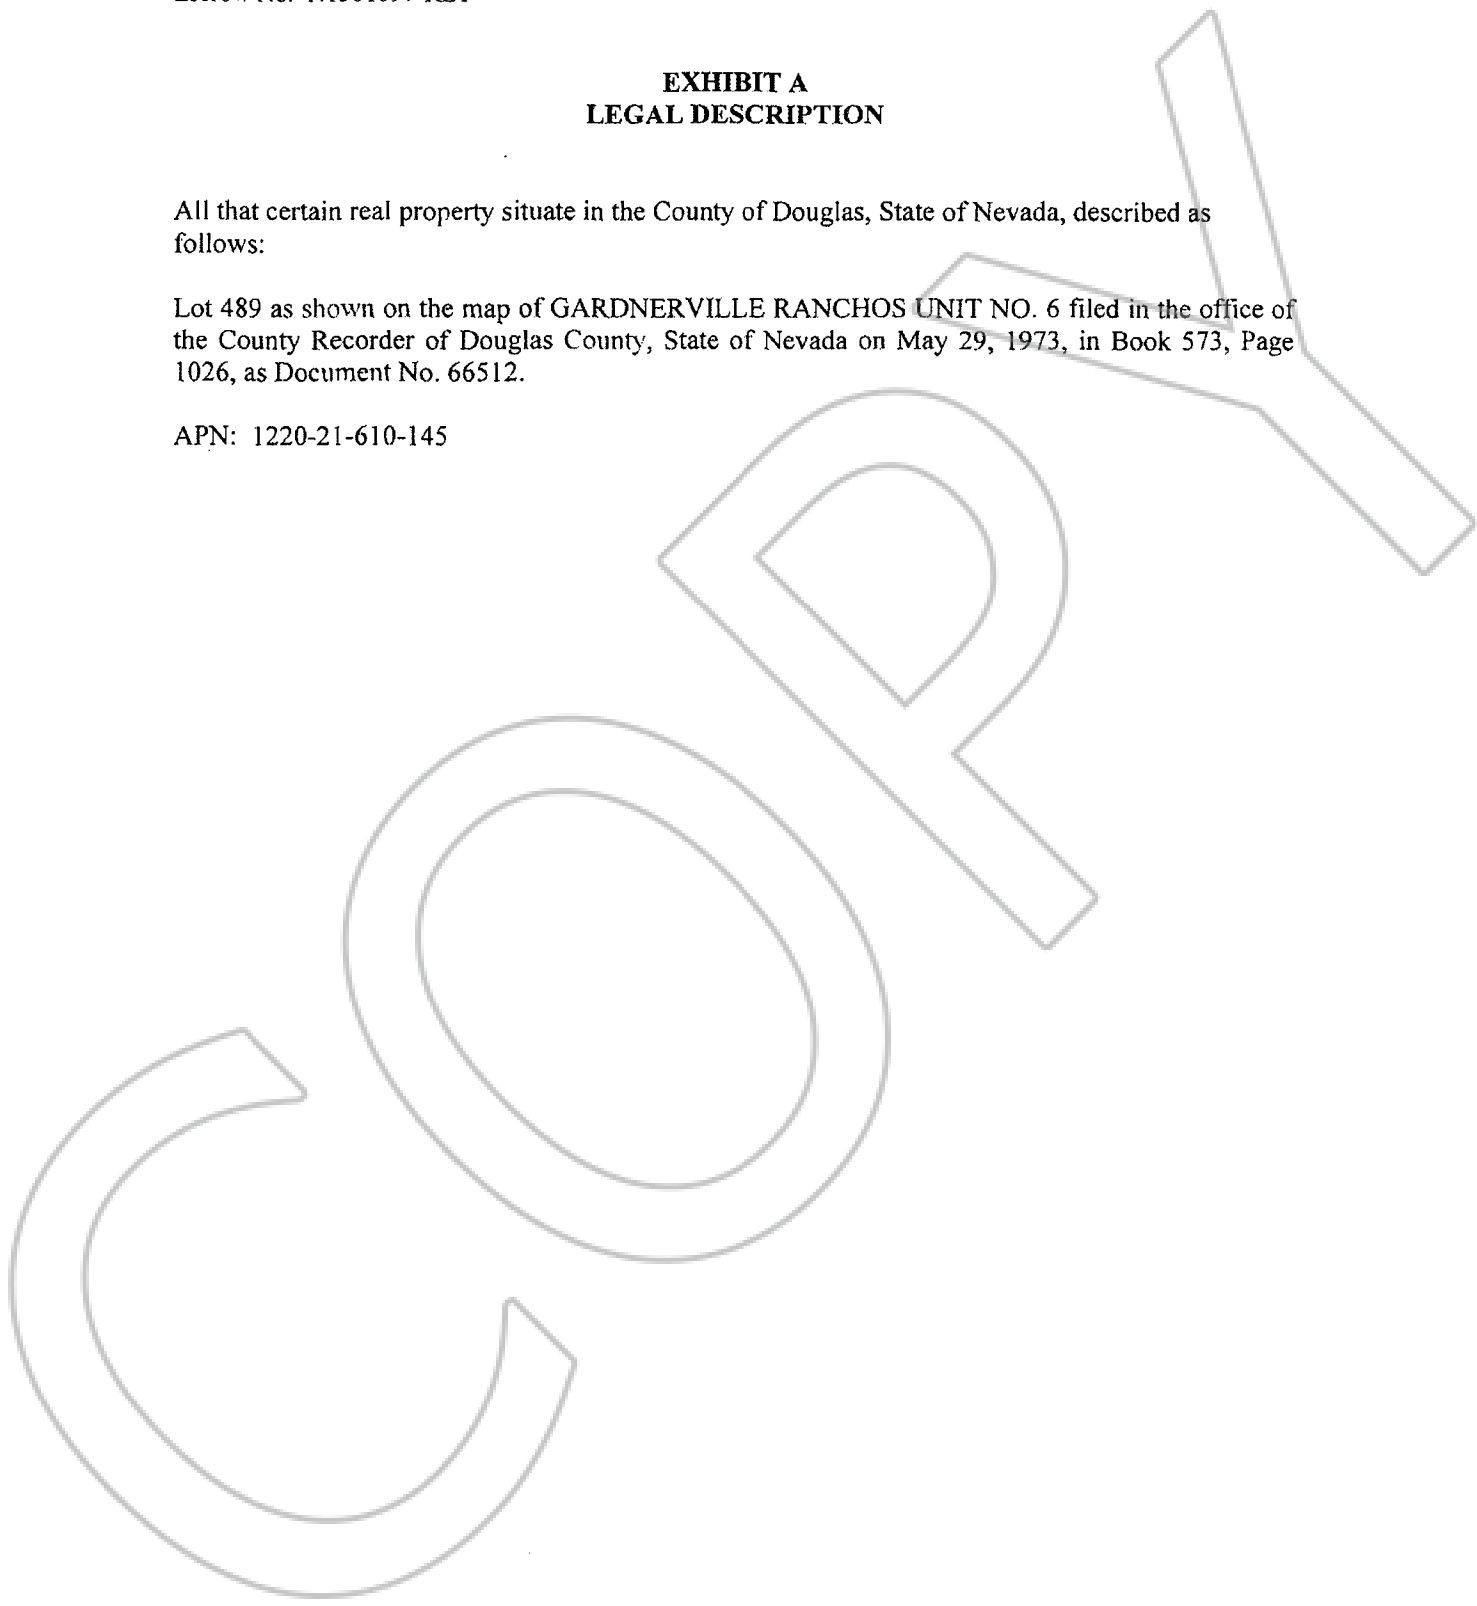 EXHIBIT A
LEGAL DESCRIPTION
All that certain real property situate in the County of Douglas, State of Nevada, described as
follows:
Lot 489 as shown on the map of GARDNERVILLE RANCHOS UNIT NO. 6 filed in the office of
the County Recorder of Douglas County, State of Nevada on May 29, 1973, in Book 573, Page
1026, as Document No. 66512.
APN: 1220-21-610-145
COPY